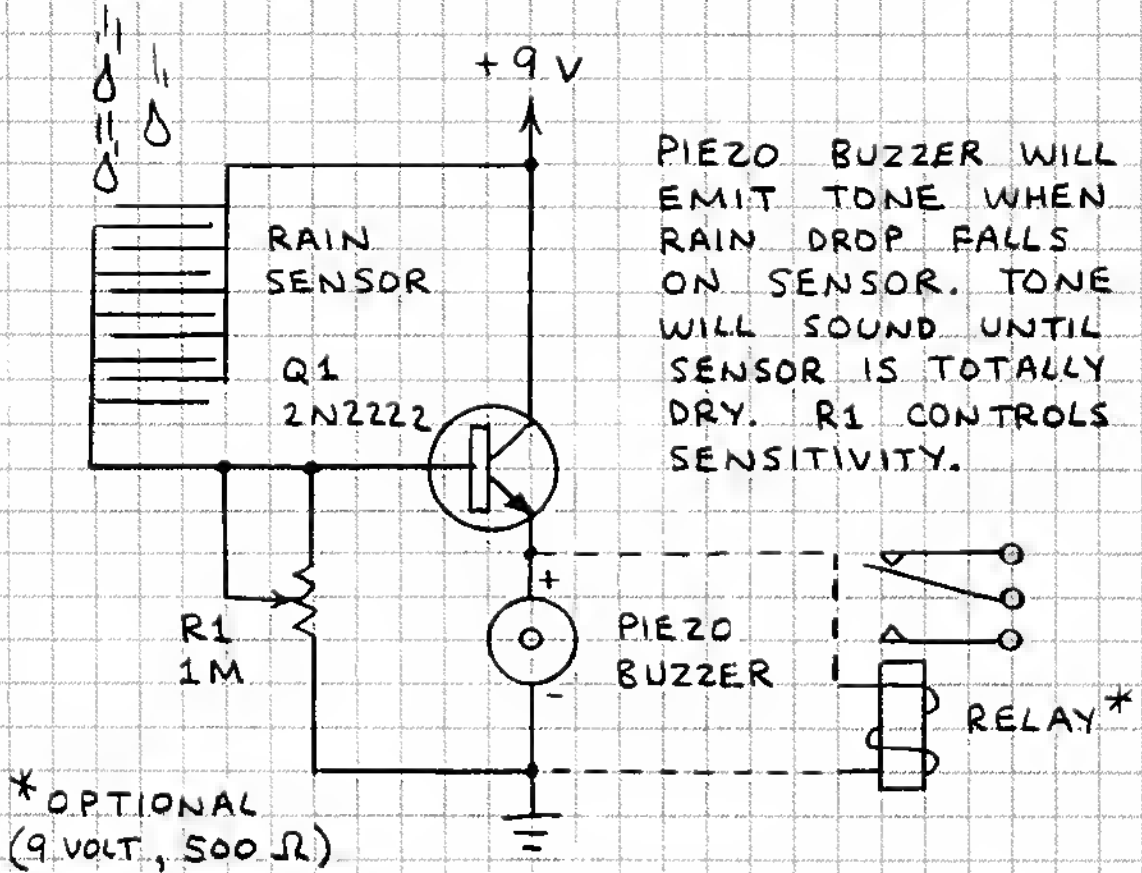 +9 V
PIEZO BUZZER WILL
EMIT TONE WHEN
RAIN DROP FALLS
ON SENSOR. TONE
WILL SOUND UNTIL
SENSOR IS TOTALLY
DRY. R1 CONTROLS
SENSITIVITY.
RAIN
SENSOR
Q1
2N2222
+
R1
1M
PIEZO
BUZZER
-
RELAY*
*OPTIONAL
(9 VOLT, 500 Ω)